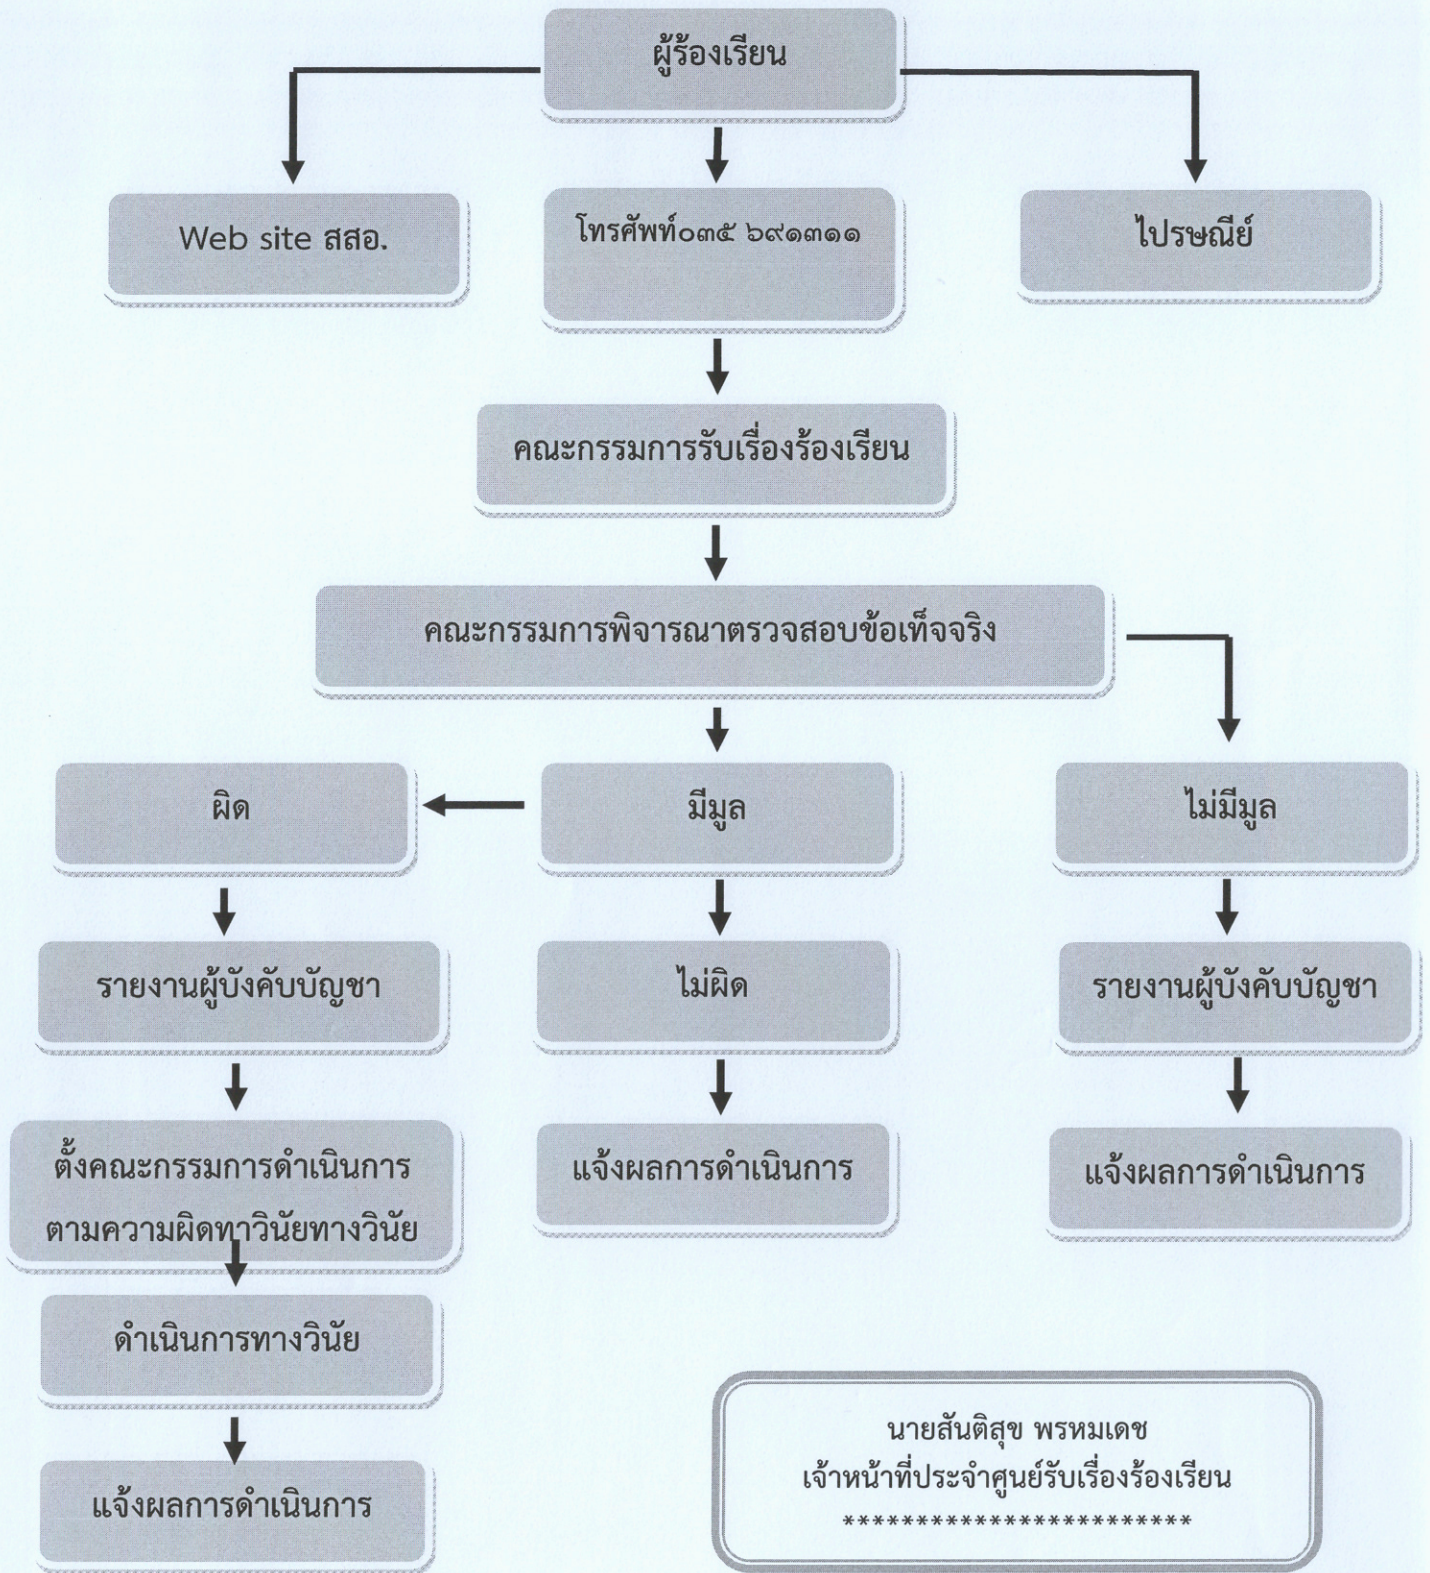 ผู้ร้องเรียน
Web site สสอ.
โทรศัพท์๐๓๕ ๖๙๑๓๑๑
ไปรษณีย์
คณะกรรมการรับเรื่องร้องเรียน
คณะกรรมการพิจารณาตรวจสอบข้อเท็จจริง
ผิด
มีมูล
ไม่มีมูล
รายงานผู้บังคับบัญชา
ไม่ผิด
รายงานผู้บังคับบัญชา
ตั้งคณะกรรมการดำเนินการ
ตามความผิดทาวินัยทางวินัย
แจ้งผลการดำเนินการ
แจ้งผลการดำเนินการ
ดำเนินการทางวินัย
แจ้งผลการดำเนินการ
นายสันติสุข พรหมเดช
เจ้าหน้าที่ประจำศูนย์รับเรื่องร้องเรียน
************************